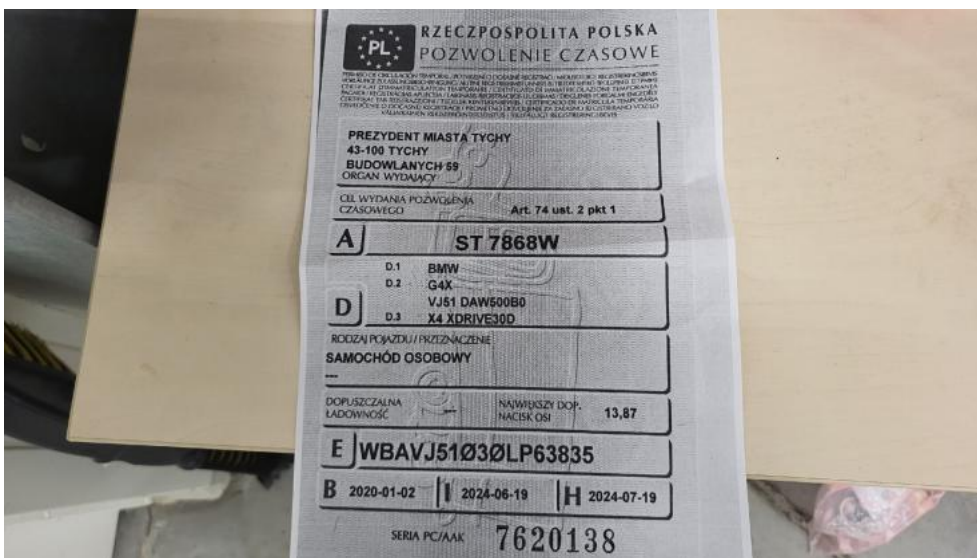 PL
RZECZPOSPOLITA POLSKA
POZWOLENIE CZASOWE
PREZYDENT MIASTA TYCHY
43-100 TYCHY
BUDOWLANYCH 59
ORGAN WYDAJĄCY
CEL WYDANIA POZWOLENIA
CZASOWEGO Art. 74 ust. 2 pkt 1
A ST 7868W
D.1 BMW
D.2 G4X
VJ51 DAW500B0
D D.3 X4 XDRIVE30D
RODZAJ POJAZDU / PRZEZNACZENIE
SAMOCHÓD OSOBOWY
---
DOPUSZCZALNA ŁADOWNOŚĆ --- NAJWIĘKSZY DOP. NACISK OSI 13,87
E WBAVJ51Ø3ØLP63835
B 2020-01-02 I 2024-06-19 H 2024-07-19
SERIA PC/AAK 7620138